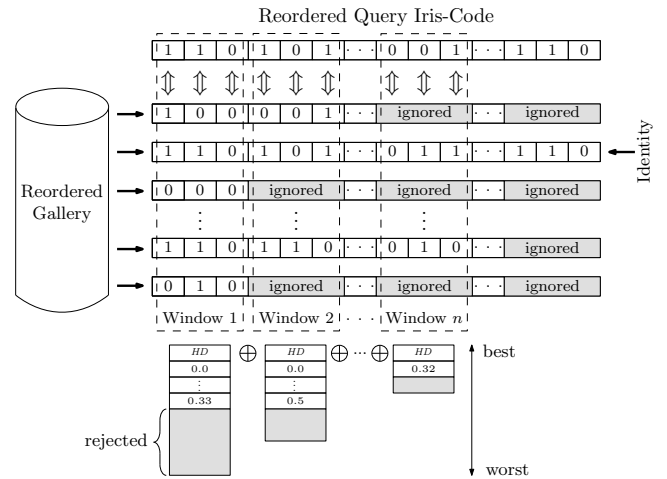 Reordered Query Iris-Code
1 1 0 1 0 1 · · · 0 0 1 · · · 1 1 0
1 0 0 0 0 1 · · · ignored · · · ignored
1 1 0 1 0 1 · · · 0 1 1 · · · 1 1 0
Identity
Reordered
Gallery
0 0 0 ignored · · · ignored · · · ignored
1 1 0 1 1 0 · · · 0 1 0 · · · ignored
0 1 0 ignored · · · ignored · · · ignored
Window 1 Window 2 · · · Window n
HD ⊕ HD ⊕ ··· ⊕ HD best
0.0 0.0 0.32
0.33 0.5
rejected
worst